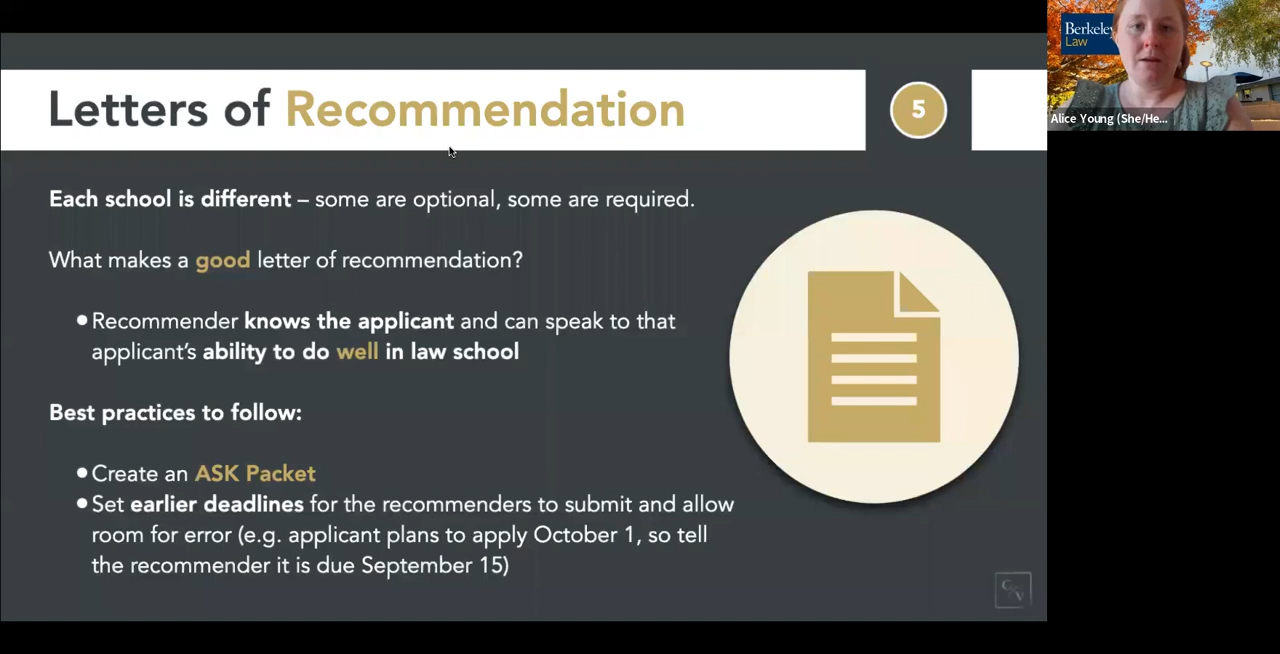 Letters of Recommendation
5
Berkeley
Law
Alice Young (She/He...
Each school is different – some are optional, some are required.
What makes a good letter of recommendation?
●Recommender knows the applicant and can speak to that
applicant’s ability to do well in law school
Best practices to follow:
●Create an ASK Packet
●Set earlier deadlines for the recommenders to submit and allow
room for error (e.g. applicant plans to apply October 1, so tell
the recommender it is due September 15)